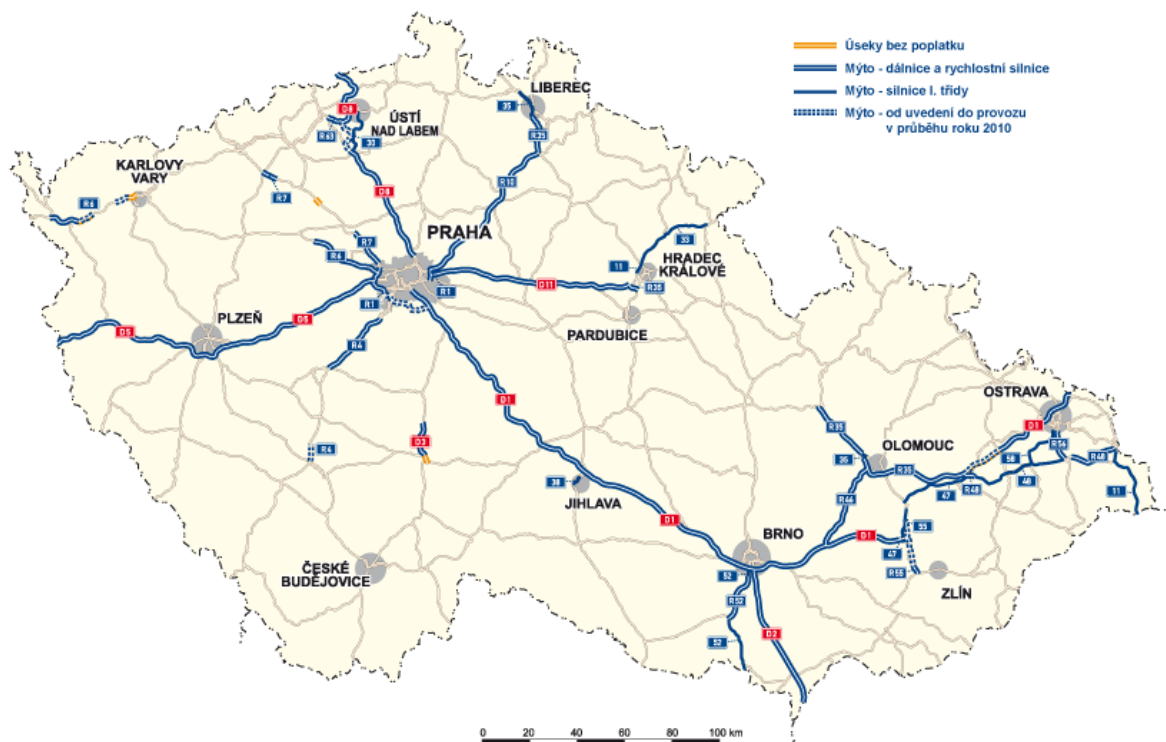 Úseky bez poplatku
Mýto - dálnice a rychlostní silnice
Mýto - silnice I. třídy
Mýto - od uvedení do provozu
v průběhu roku 2010
LIBEREC
35
D8
ÚSTÍ
NAD LABEM
R63
30
R35
KARLOVY
VARY
R10
R7
D8
R6
PRAHA
33
R7
R6
11
HRADEC
KRÁLOVÉ
D11
R35
R1
R1
PLZEŇ
D5
D5
PARDUBICE
R4
OSTRAVA
D1
R35
D1
D3
OLOMOUC
R56
R4
35
R35
58
R48
48
38
47
R48
11
JIHLAVA
R46
D1
BRNO
D1
55
47
ČESKÉ
BUDĚJOVICE
52
R55
ZLÍN
R52
D2
52
0 20 40 60 80 100 km